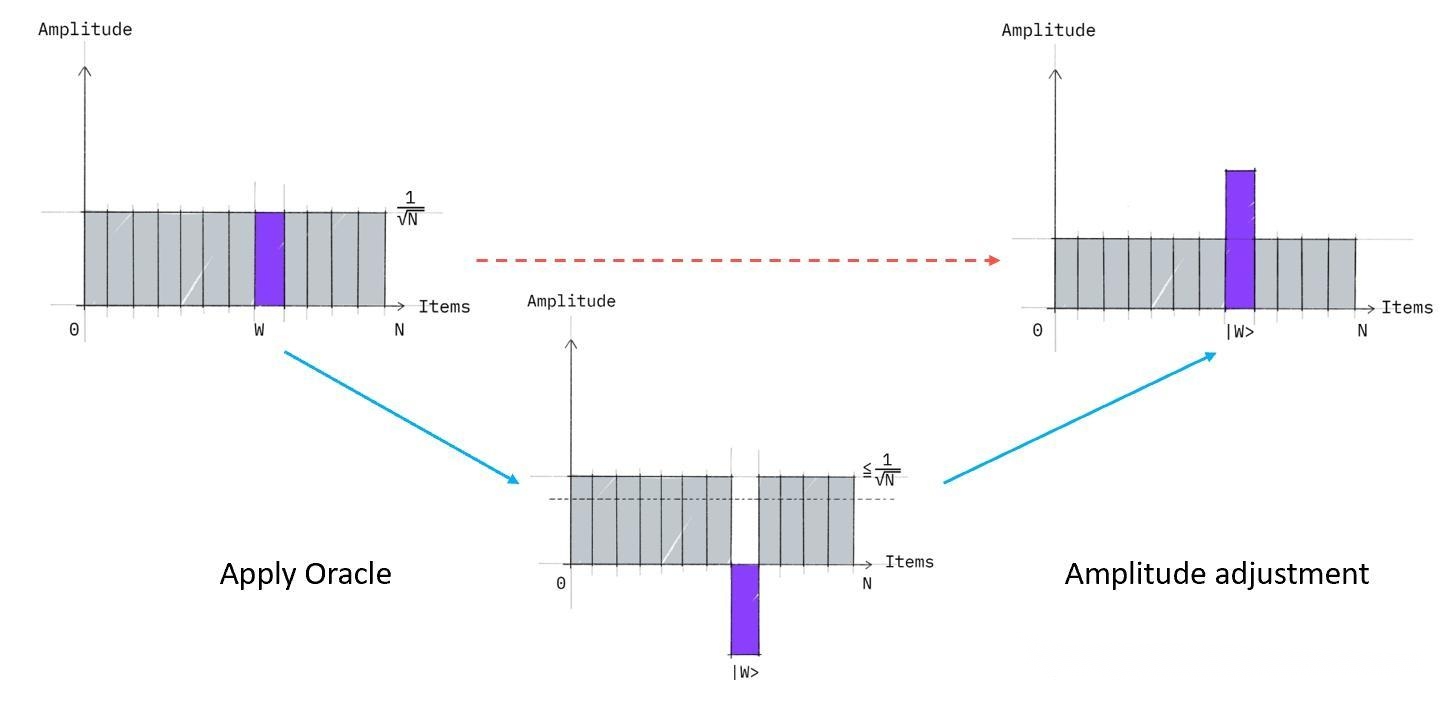 Amplitude
1
√N
Items
0 W N
Amplitude
Items
0 |W> N
Amplitude
≤ 1
√N
Items
0 N
|W>
Apply Oracle
Amplitude adjustment